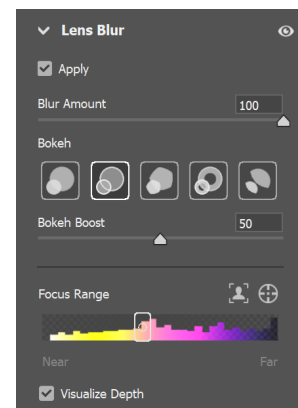 Lens Blur
Apply
Blur Amount 100
Bokeh
Bokeh Boost 50
Focus Range
Near Far
Visualize Depth